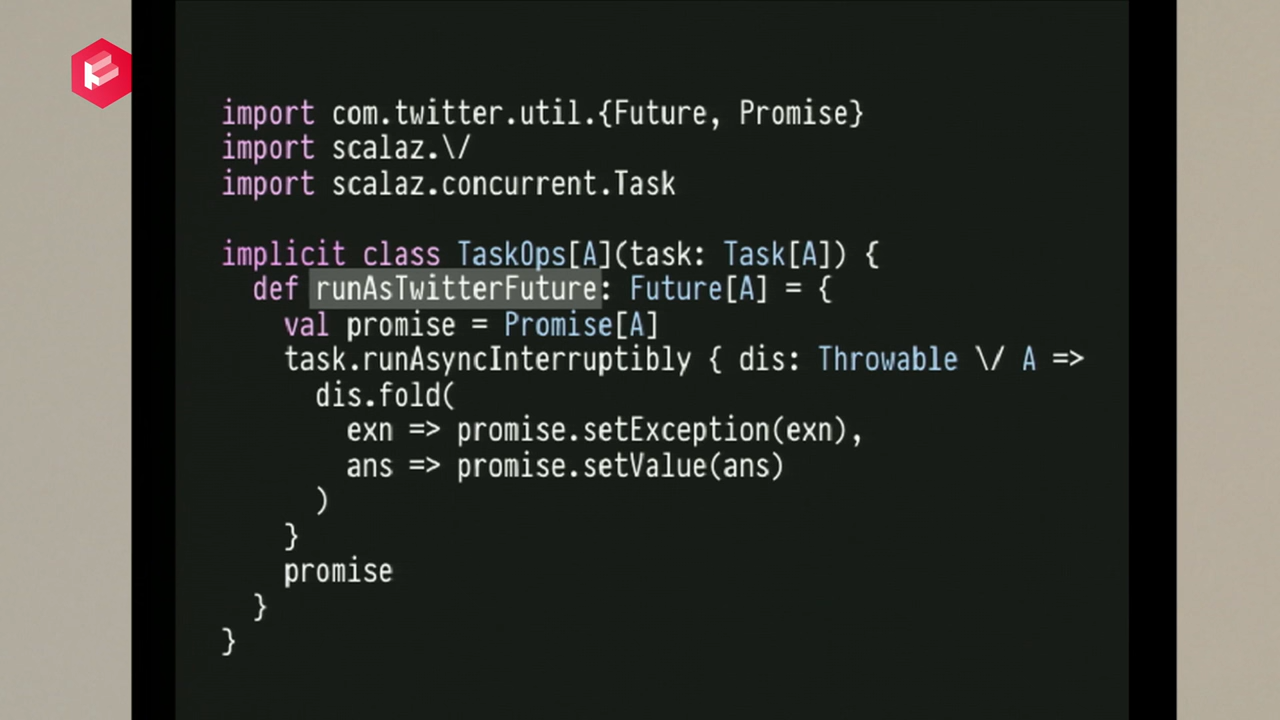 import com.twitter.util.{Future, Promise}
import scalaz.\/
import scalaz.concurrent.Task
implicit class TaskOps[A](task: Task[A]) {
def runAsTwitterFuture: Future[A] = {
val promise = Promise[A]
task.runAsyncInterruptibly { dis: Throwable \/ A =>
dis.fold(
exn => promise.setException(exn),
ans => promise.setValue(ans)
)
}
promise
}
}